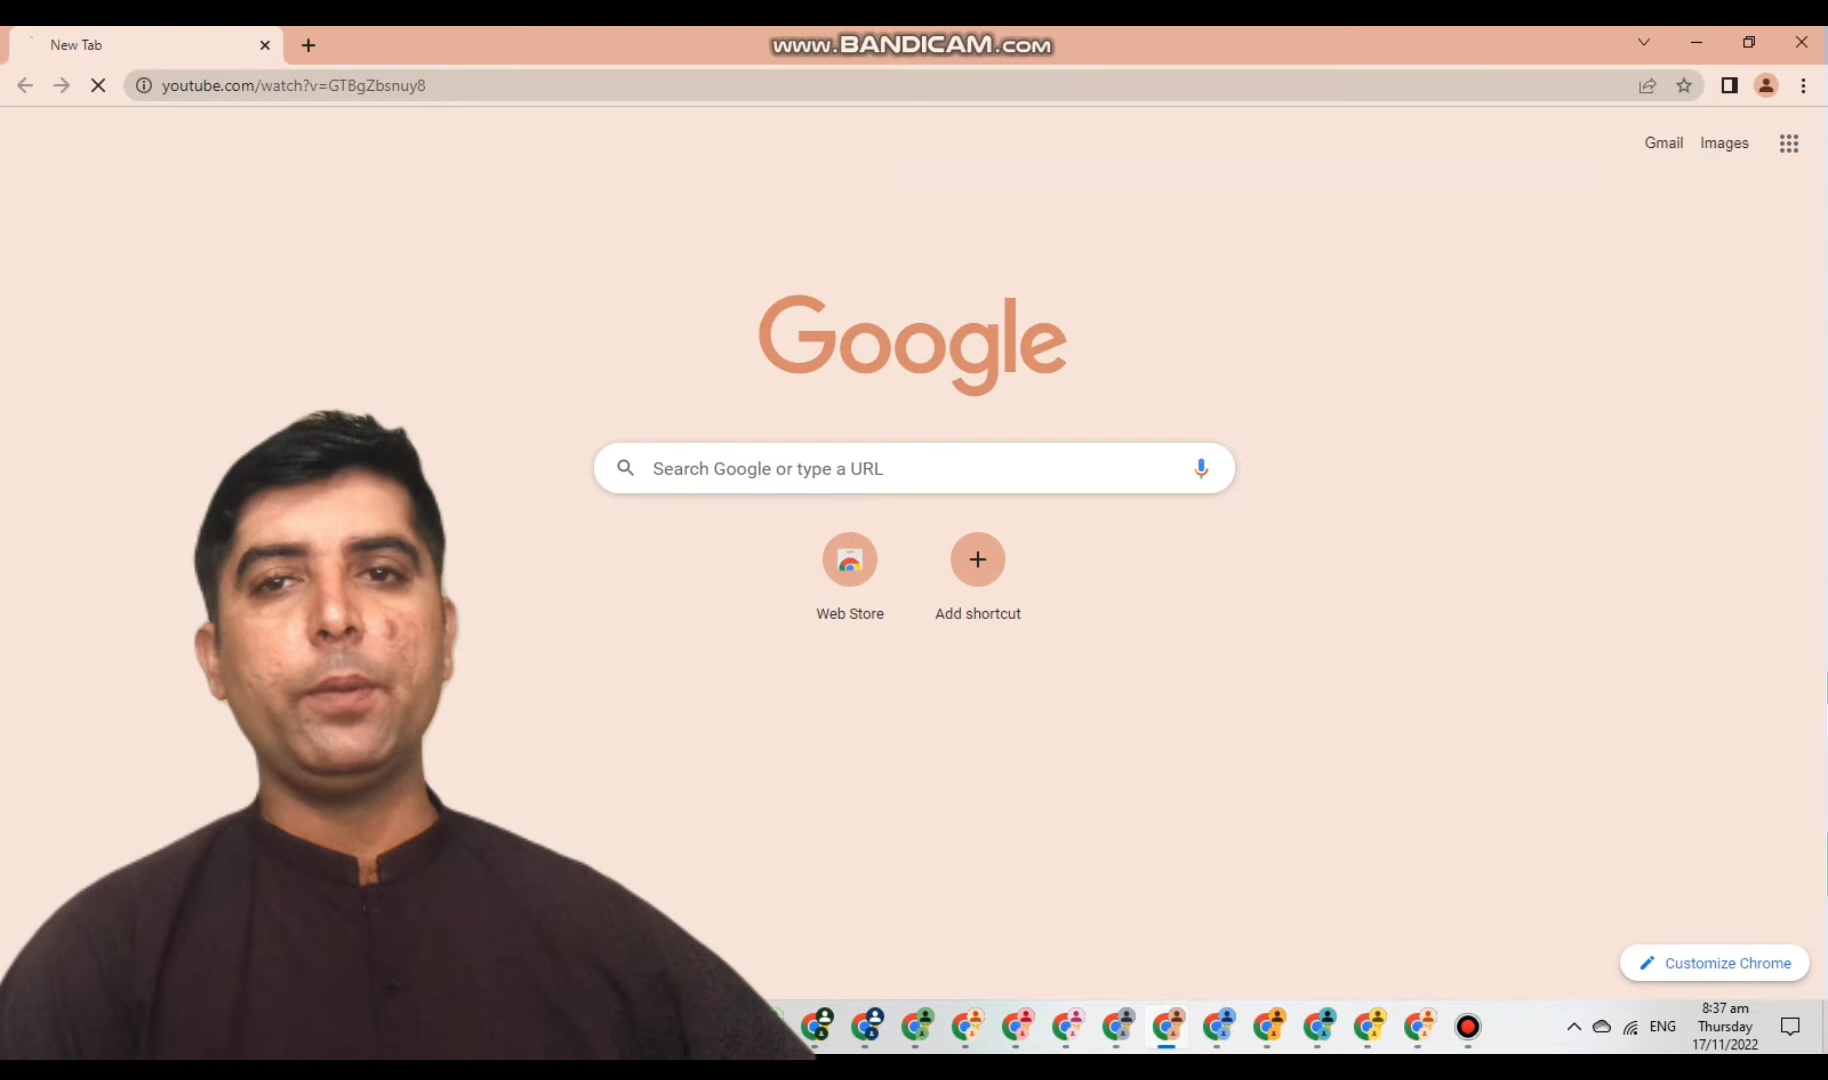 New Tab
www.BANDICAM.com
youtube.com/watch?v=GTBgZbsnuy8
Gmail Images
Google
Search Google or type a URL
Web Store
Add shortcut
Customize Chrome
ENG
8:37 am
Thursday
17/11/2022